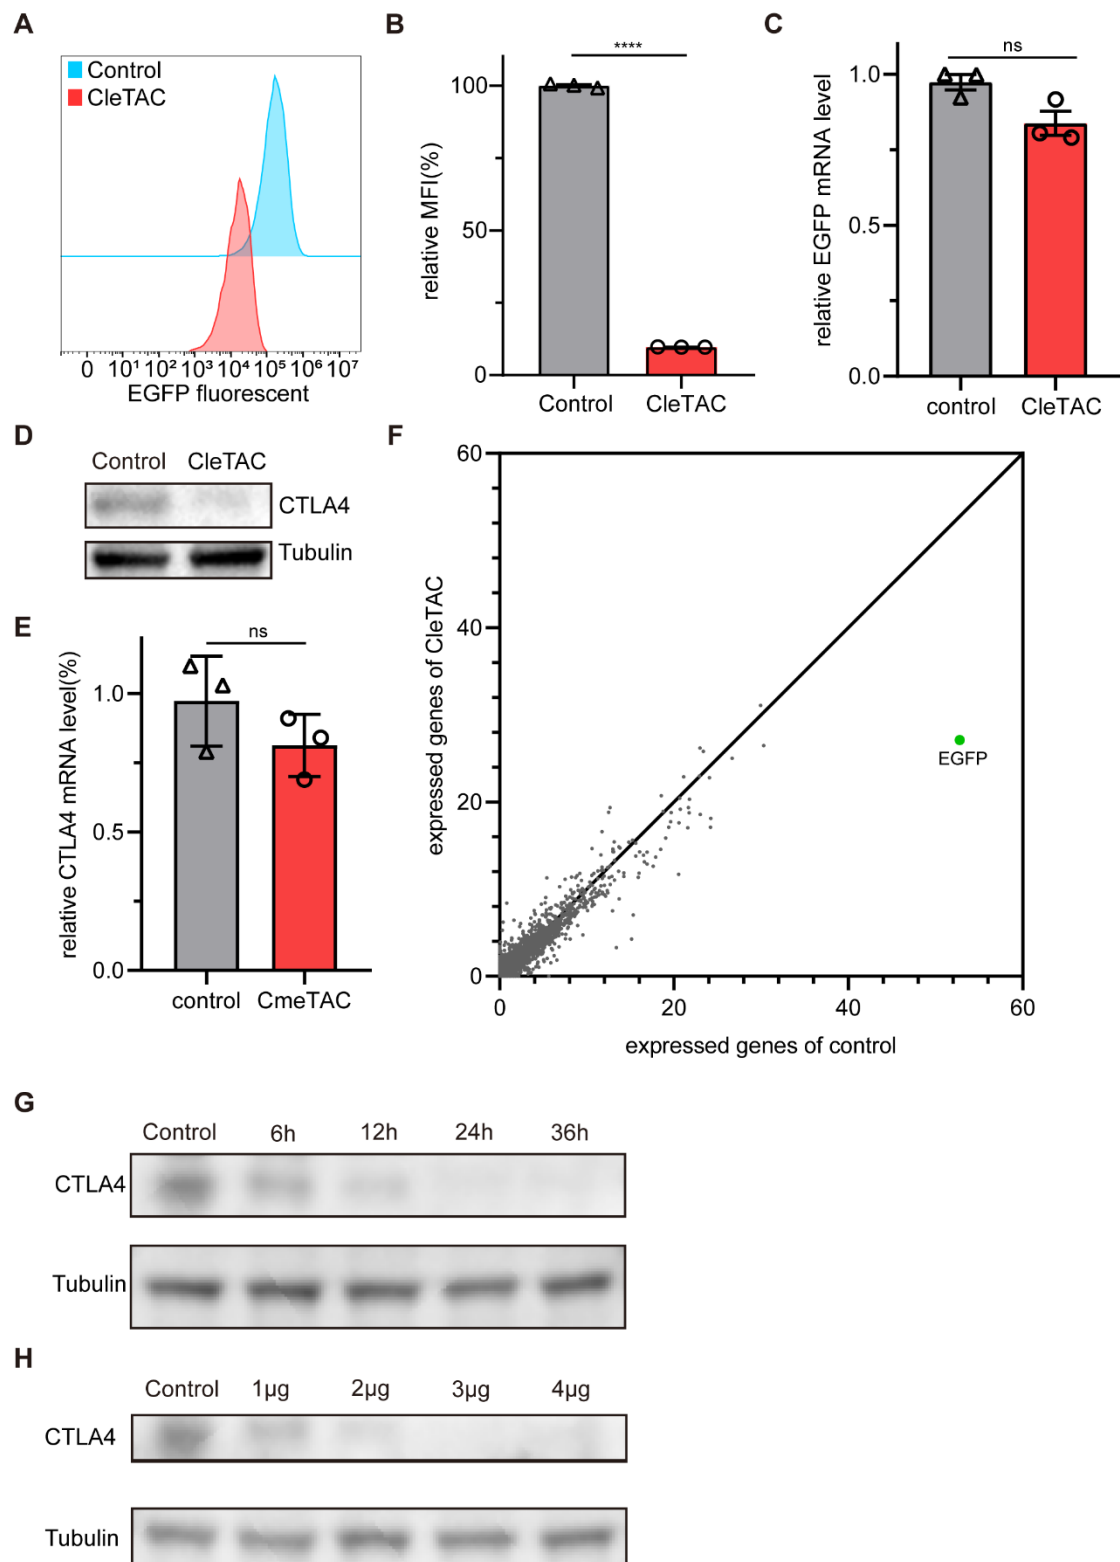 A
Control
CleTAC
0 10¹ 10² 10³ 10⁴ 10⁵ 10⁶ 10⁷
EGFP fluorescent
B
****
relative MFI(%)
100
50
0
Control CleTAC
C
ns
relative EGFP mRNA level
1.0
0.5
0.0
control CleTAC
D
Control CleTAC
CTLA4
Tubulin
E
ns
relative CTLA4 mRNA level(%)
1.0
0.5
0.0
control CmeTAC
F
expressed genes of CleTAC
60
40
20
0
EGFP
0 20 40 60
expressed genes of control
G
Control 6h 12h 24h 36h
CTLA4
Tubulin
H
Control 1μg 2μg 3μg 4μg
CTLA4
Tubulin